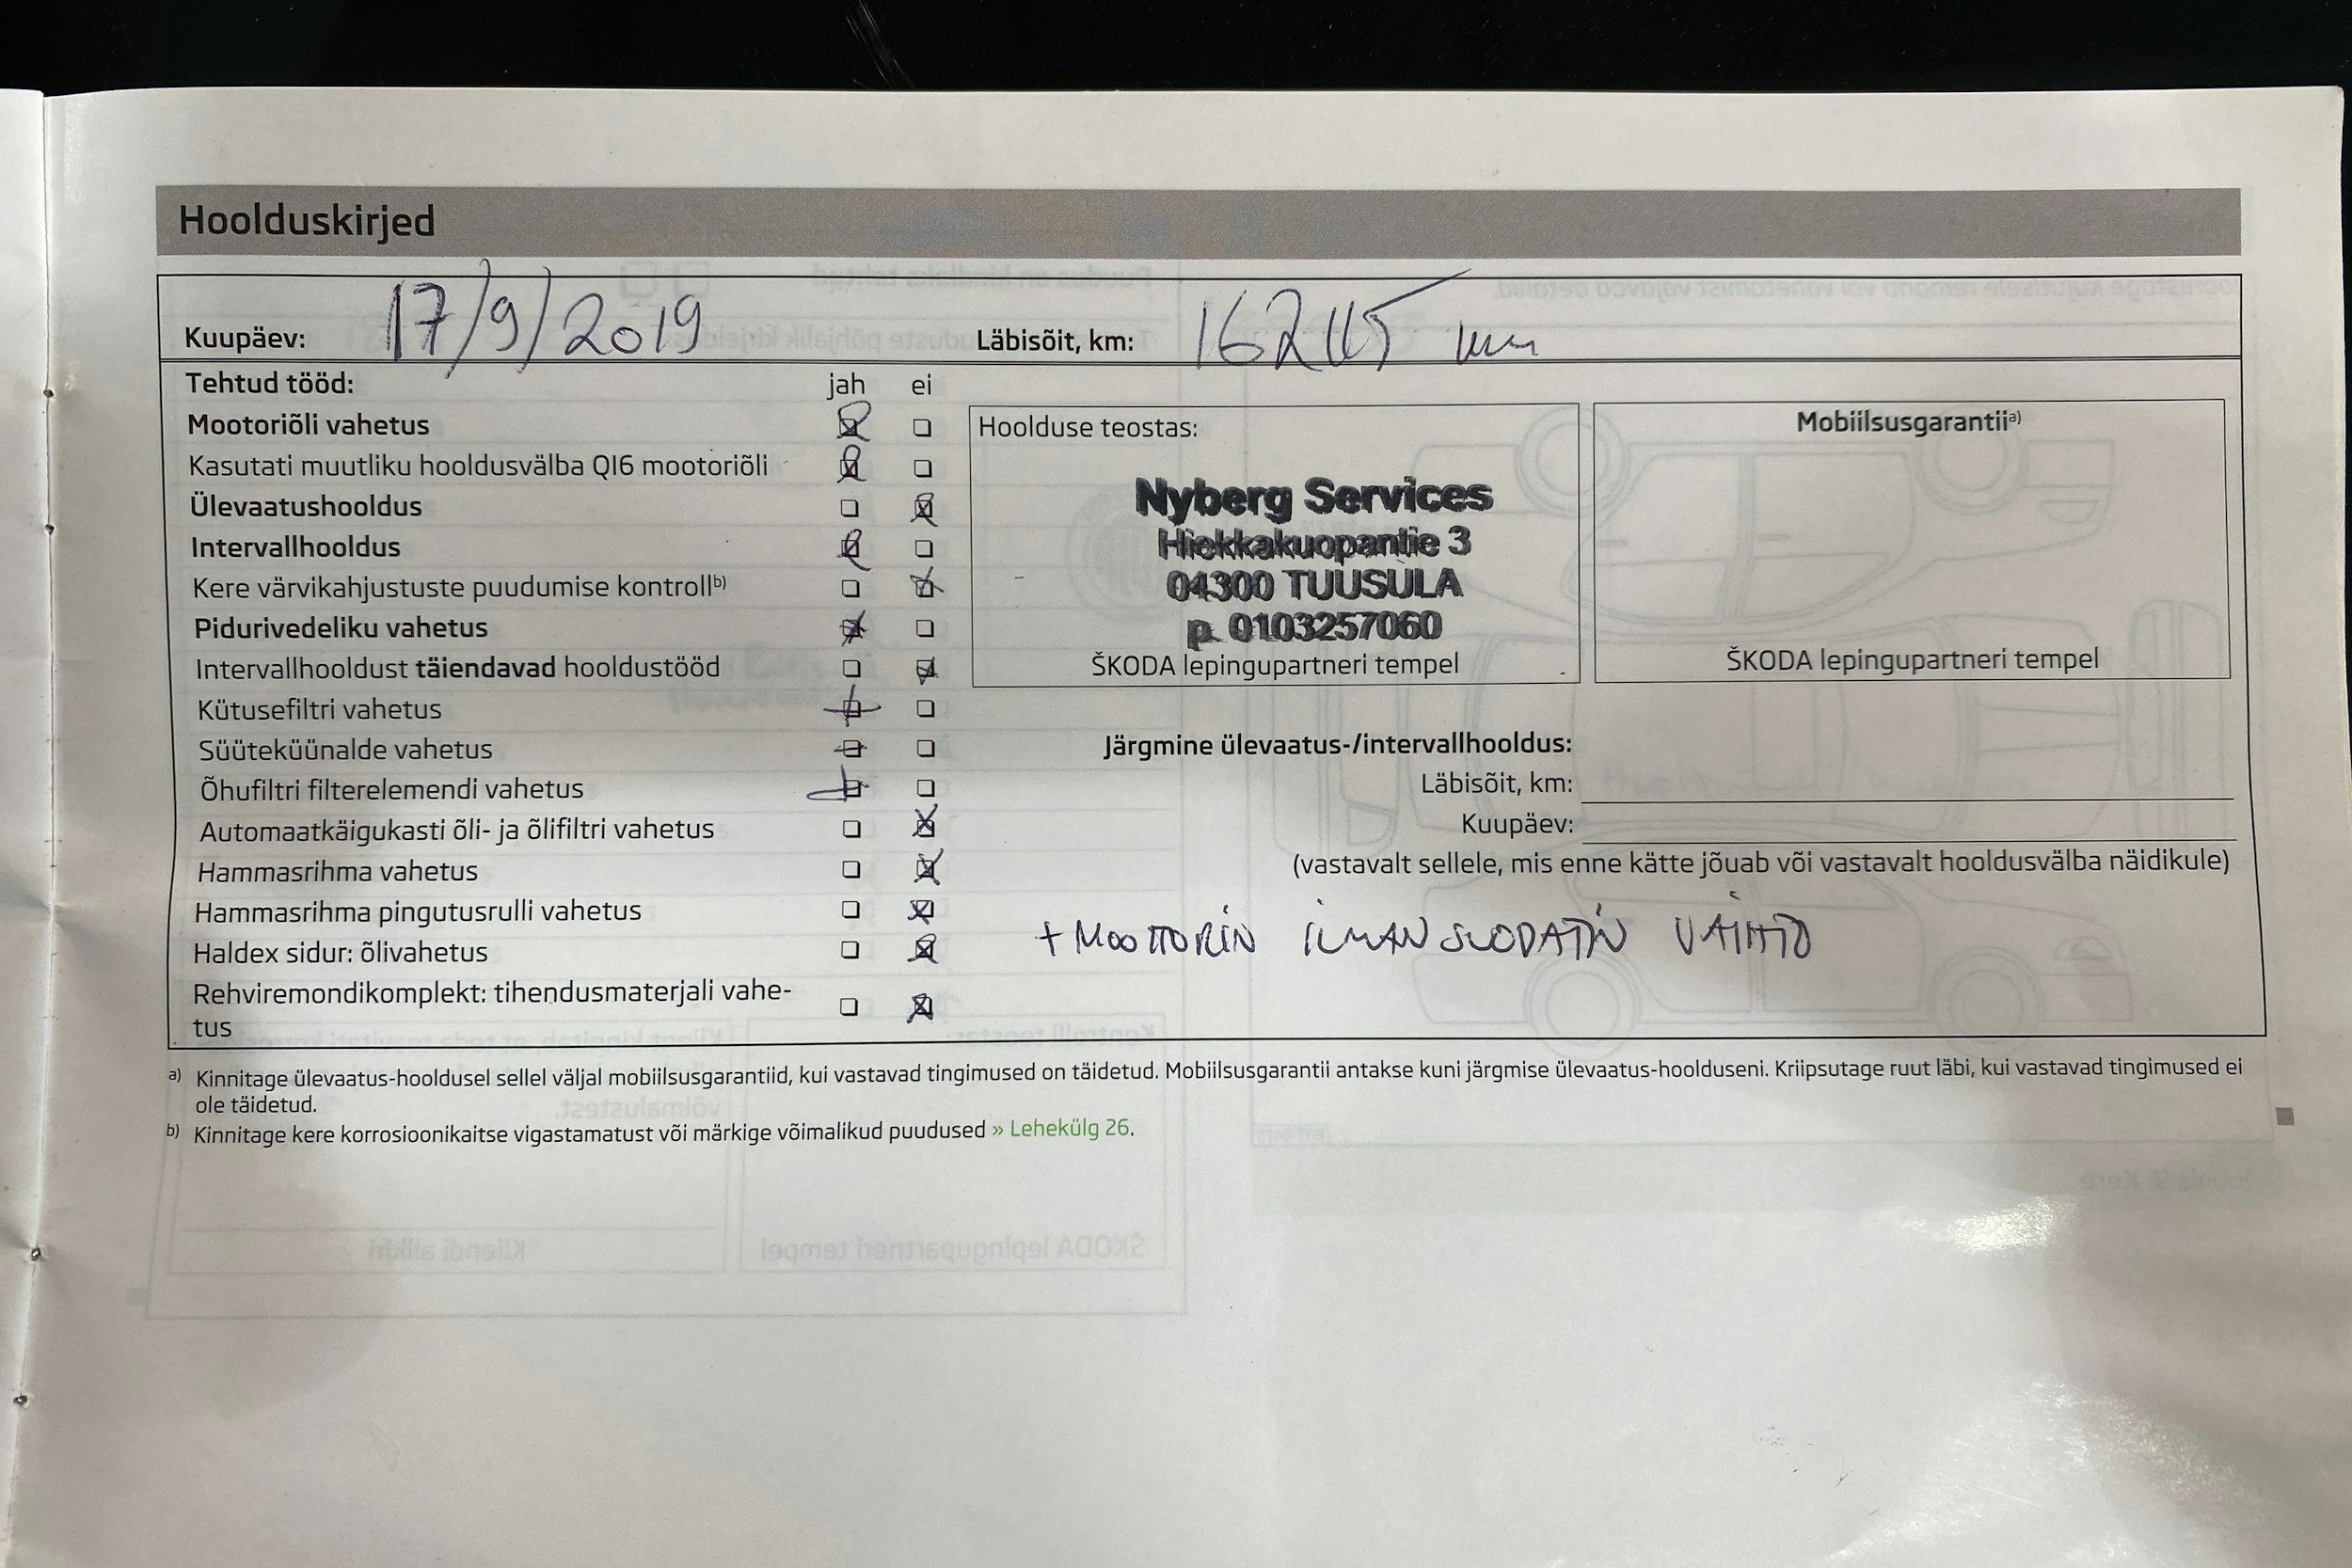 Hoolduskirjed
Kuupäev: 17/9/2019 Läbisõit, km: 162115 km
Tehtud tööd: jah ei
Mootoriõli vahetus
Kasutati muutliku hooldusvälba QI6 mootoriõli
Ülevaatushooldus
Intervallhooldus
Kere värvikahjustuste puudumise kontroll b)
Pidurivedeliku vahetus
Intervallhooldust täiendavad hooldustööd
Kütusefiltri vahetus
Süüteküünalde vahetus
Õhufiltri filterelemendi vahetus
Automaatkäigukasti õli- ja õlifiltri vahetus
Hammasrihma vahetus
Hammasrihma pingutusrulli vahetus
Haldex sidur: õlivahetus
Rehviremondikomplekt: tihendusmaterjali vahe-
tus
Hoolduse teostas:
Nyberg Services
Hiekkakuopantie 3
04300 TUUSULA
p. 0103257060
ŠKODA lepingupartneri tempel
Mobiilsusgarantii a)
ŠKODA lepingupartneri tempel
Järgmine ülevaatus-/intervallhooldus:
Läbisõit, km:
Kuupäev:
(vastavalt sellele, mis enne kätte jõuab või vastavalt hooldusvälba näidikule)
+ MOOTTORIN ILMANSUODATIN VAIHTO
a) Kinnitage ülevaatus-hooldusel sellel väljal mobiilsusgarantiid, kui vastavad tingimused on täidetud. Mobiilsusgarantii antakse kuni järgmise ülevaatus-hoolduseni. Kriipsutage ruut läbi, kui vastavad tingimused ei
ole täidetud.
b) Kinnitage kere korrosioonikaitse vigastamatust või märkige võimalikud puudused » Lehekülg 26.